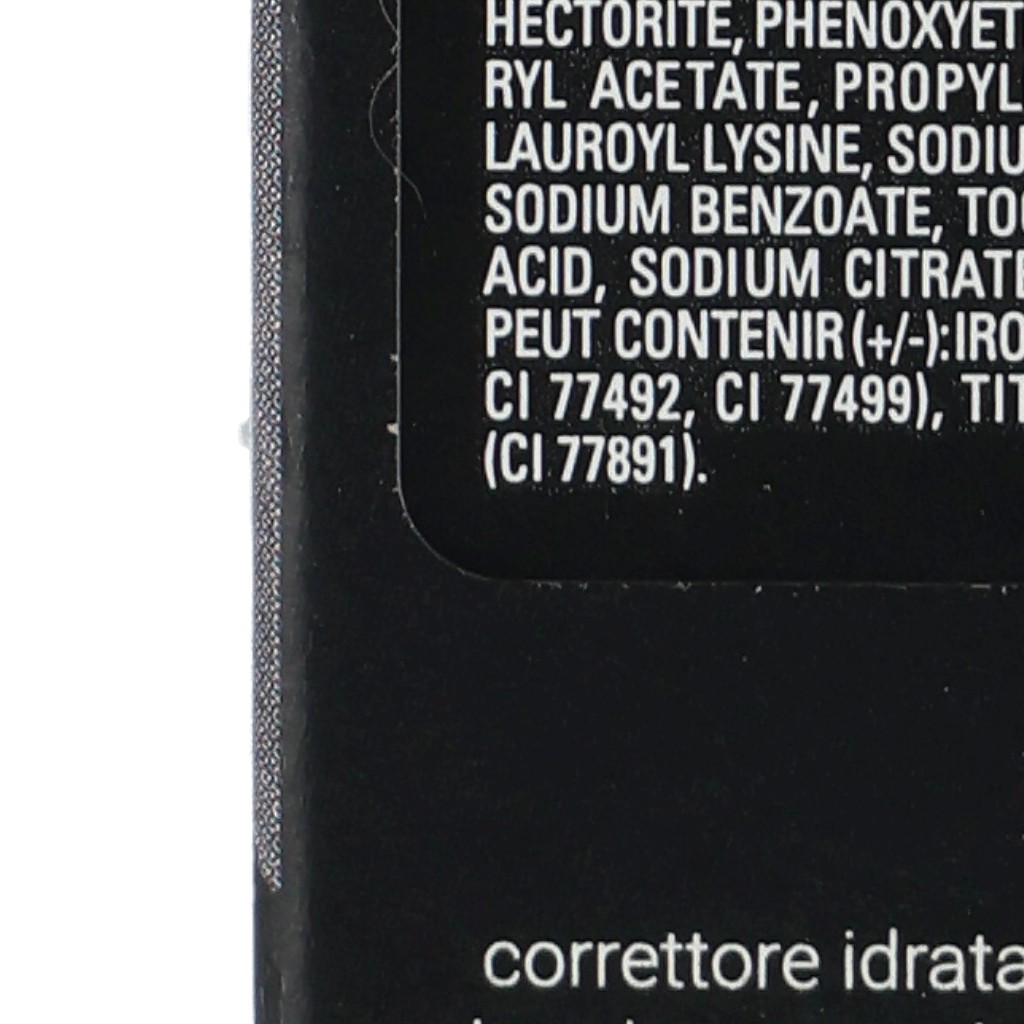 HECTORITE, PHENOXYET
RYL ACETATE, PROPYL
LAUROYL LYSINE, SODIU
SODIUM BENZOATE, TO
ACID, SODIUM CITRATE
PEUT CONTENIR (+/-): IRO
CI 77492, CI 77499), TIT
(CI 77891).
correttore idrata